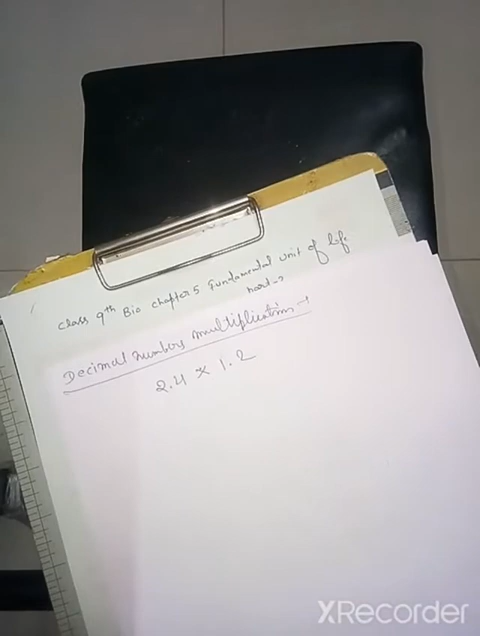 Class 9th Bio chapter 5 Fundamental Unit of life
Part-2
Decimal numbers multiplication-1
2.4 × 1.2
XRecorder